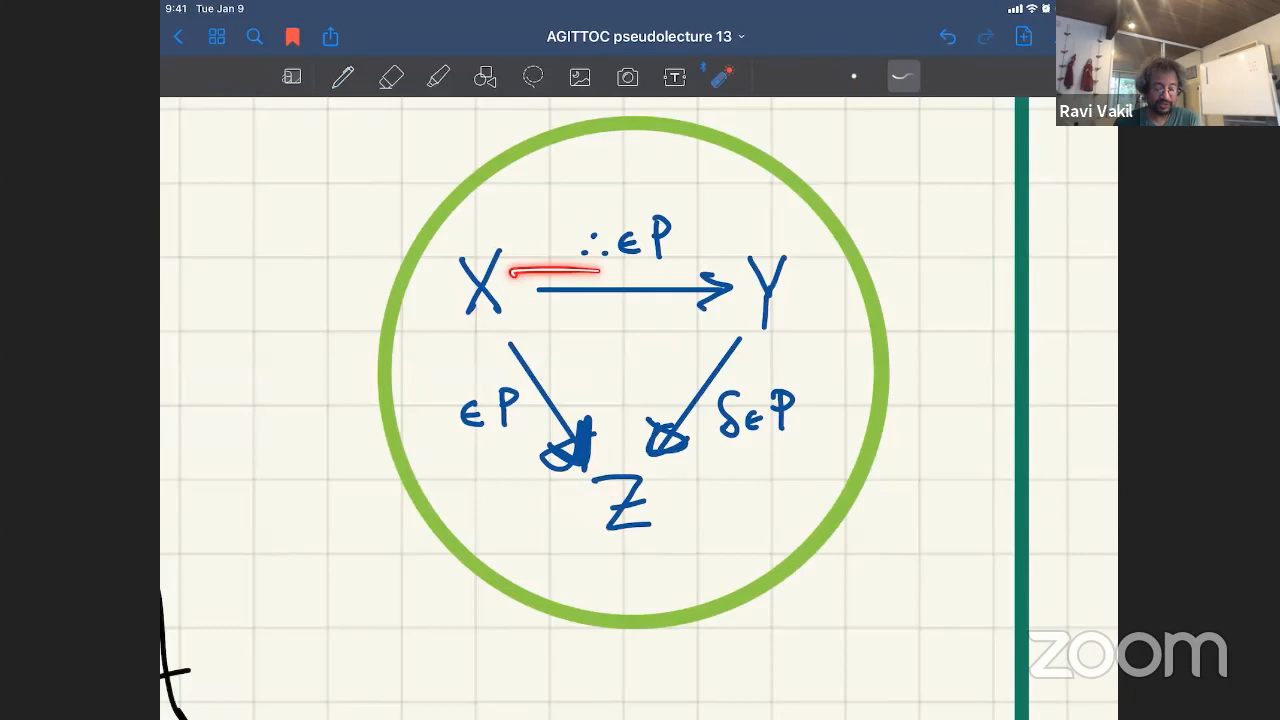 9:41 Tue Jan 9
AGITTOC pseudolecture 13
T
Ravi Vakil
∴ ∈ P
X Y
∈ P δ ∈ P
Z
zoom